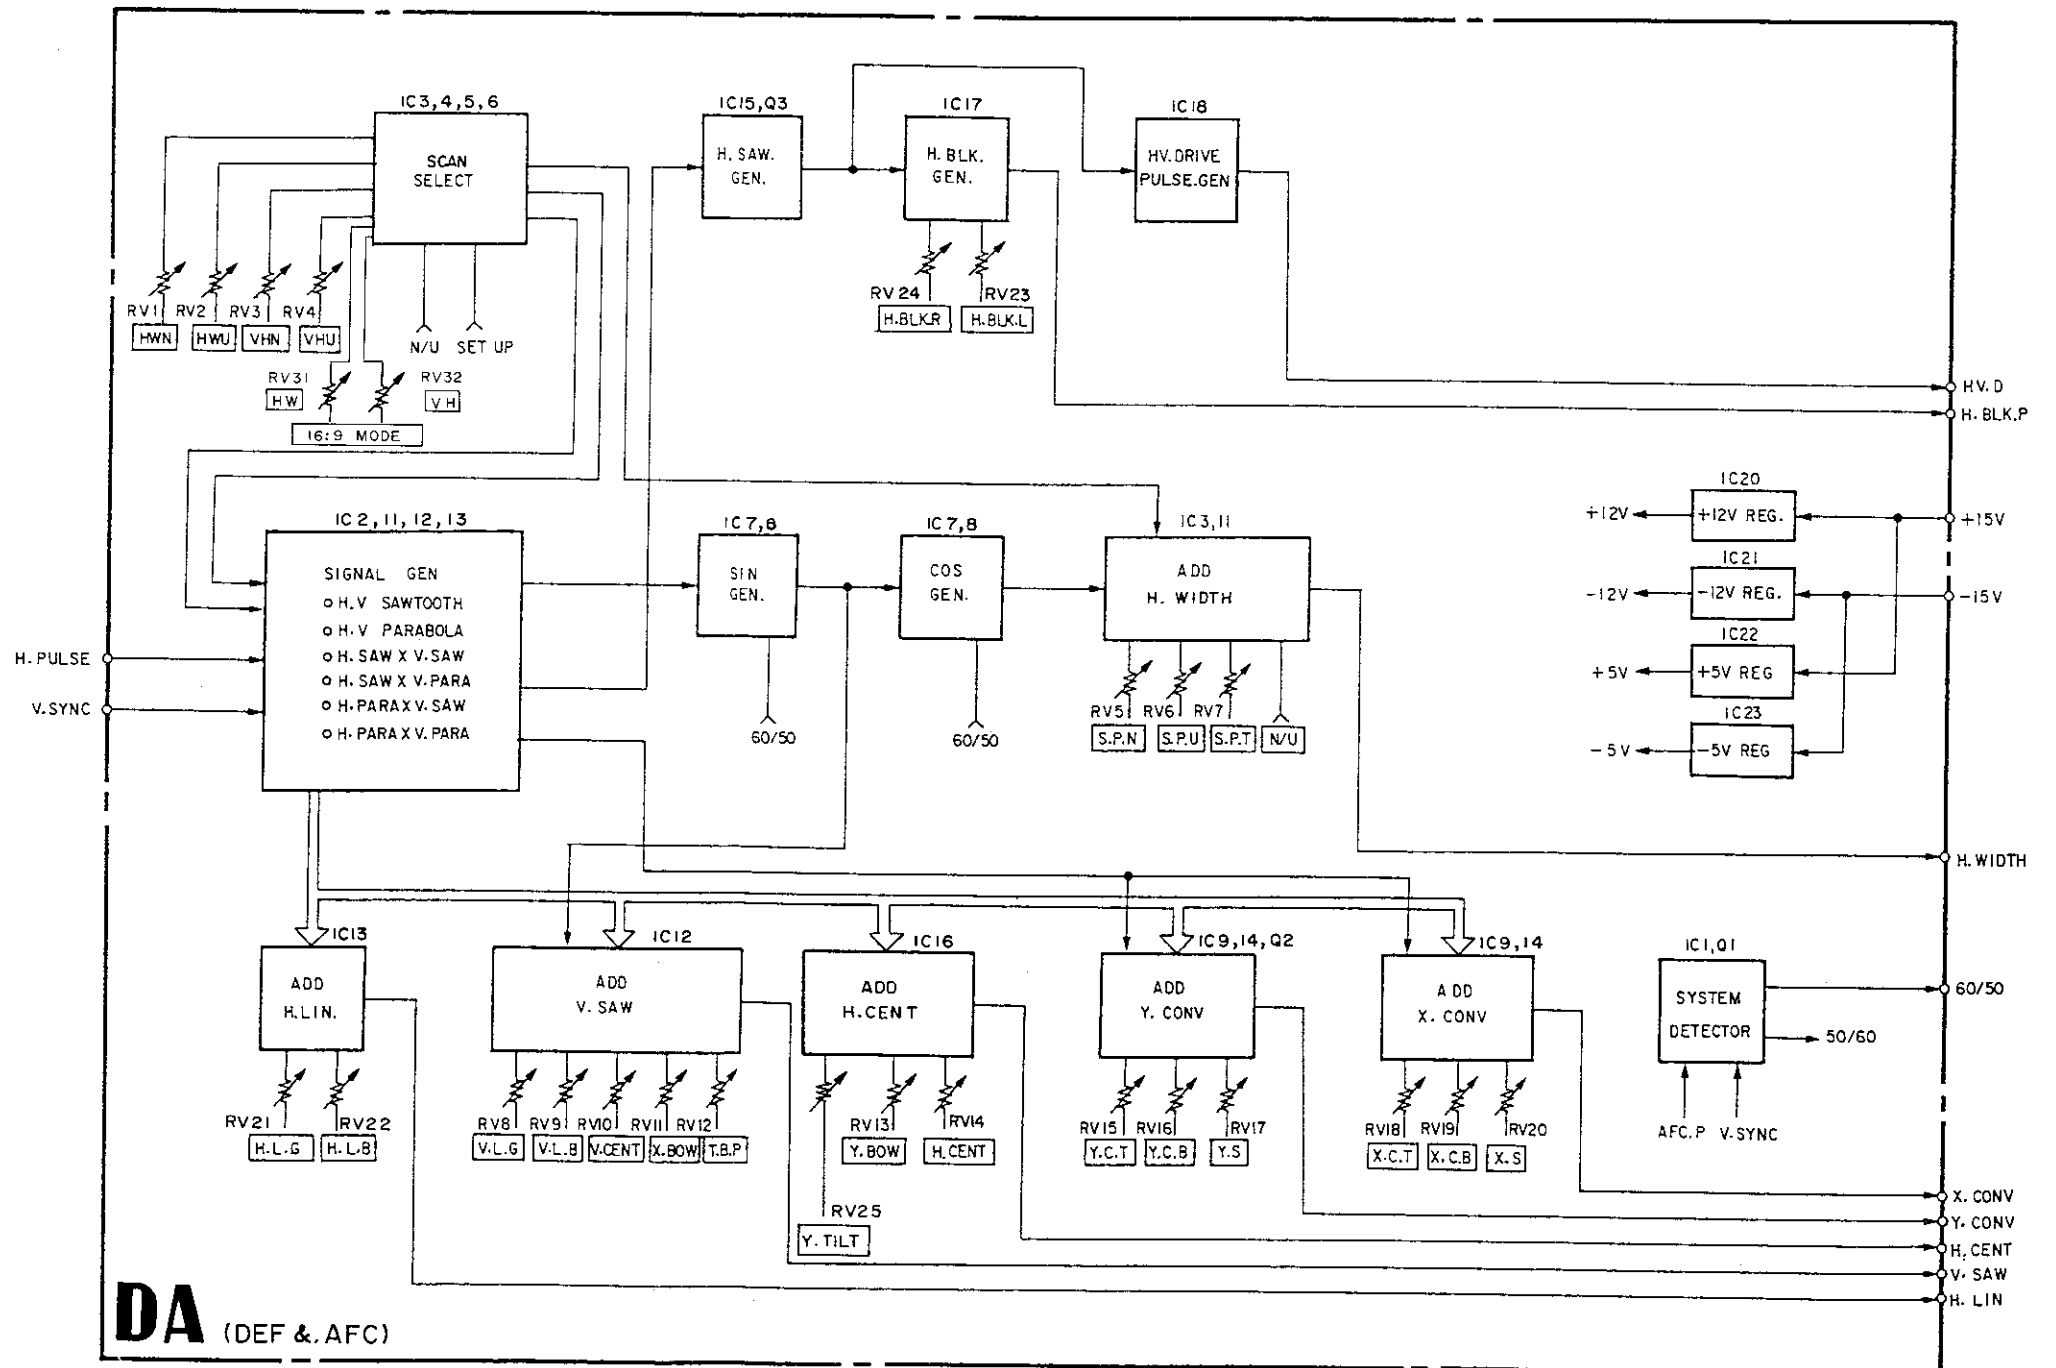 IC3,4,5,6
SCAN
SELECT
RV1
HWN
RV2
HWU
RV3
VHN
RV4
VHU
N/U
SET UP
RV31
HW
RV32
VH
16:9 MODE
IC15,Q3
H. SAW.
GEN.
IC17
H. BLK.
GEN.
RV24
H.BLK.R
RV23
H.BLK.L
IC18
HV.DRIVE
PULSE.GEN
HV.D
H.BLK.P
IC2,11,12,13
SIGNAL GEN
o H.V SAWTOOTH
o H.V PARABOLA
o H.SAW X V.SAW
o H.SAW X V.PARA
o H.PARA X V.SAW
o H.PARA X V.PARA
H.PULSE
V.SYNC
IC7,8
SIN
GEN.
60/50
IC7,8
COS
GEN.
60/50
IC3,11
ADD
H. WIDTH
RV5
S.P.N
RV6
S.P.U
RV7
S.P.T
N/U
IC20
+12V
+12V REG.
+15V
IC21
-12V
-12V REG.
-15V
IC22
+5V
+5V REG
IC23
-5V
-5V REG
H.WIDTH
IC13
ADD
H.LIN.
RV21
H.L.G
RV22
H.L.B
IC12
ADD
V. SAW
RV8
V.L.G
RV9
V.L.B
RV10
V.CENT
RV11
X.BOW
RV12
T.B.P
IC16
ADD
H.CENT
RV25
Y.TILT
RV13
Y.BOW
RV14
H.CENT
IC9,14,Q2
ADD
Y. CONV
RV15
Y.C.T
RV16
Y.C.B
RV17
Y.S
IC9,14
ADD
X. CONV
RV18
X.C.T
RV19
X.C.B
RV20
X.S
IC1,Q1
SYSTEM
DETECTOR
60/50
50/60
AFC.P
V.SYNC
X. CONV
Y. CONV
H. CENT
V. SAW
H. LIN
DA (DEF &. AFC)